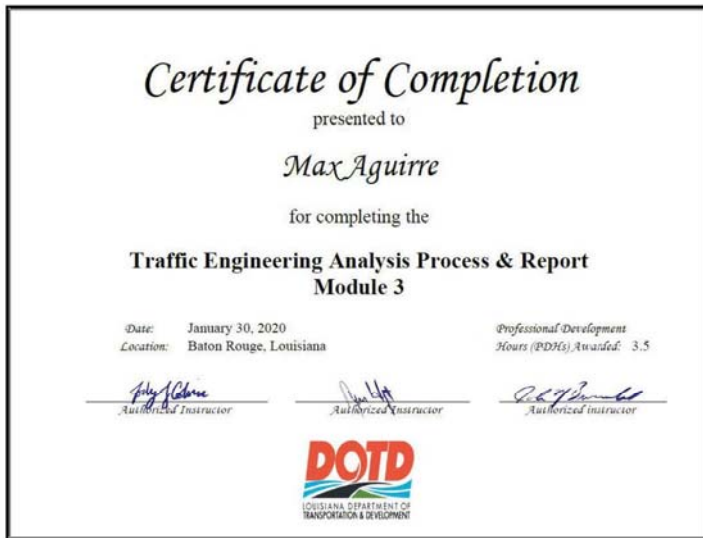 Certificate of Completion
presented to
Max Aguirre
for completing the
Traffic Engineering Analysis Process & Report
Module 3
Date: January 30, 2020
Location: Baton Rouge, Louisiana
Professional Development
Hours (PDHs) Awarded: 3.5
Authorized Instructor
Authorized Instructor
Authorized instructor
DOTD
LOUISIANA DEPARTMENT OF
TRANSPORTATION & DEVELOPMENT